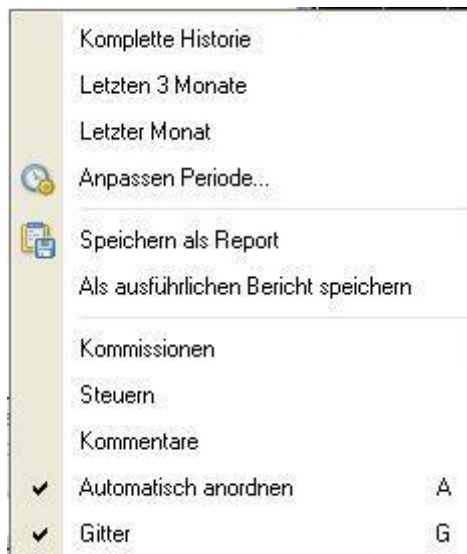 Komplette Historie
Letzten 3 Monate
Letzter Monat
Anpassen Periode...
Speichern als Report
Als ausführlichen Bericht speichern
Kommissionen
Steuern
Kommentare
Automatisch anordnen A
Gitter G